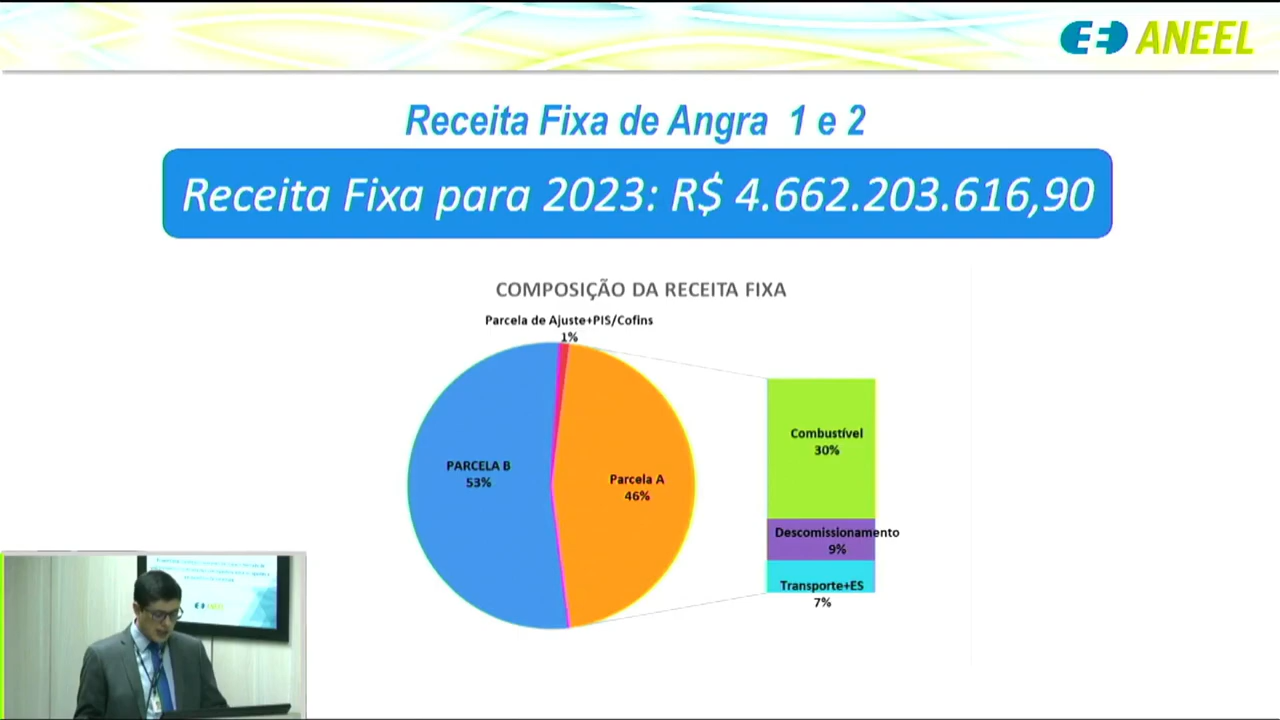 ANEEL
Receita Fixa de Angra 1 e 2
Receita Fixa para 2023: R$ 4.662.203.616,90
COMPOSIÇÃO DA RECEITA FIXA
Parcela de Ajuste+PIS/Cofins
1%
PARCELA B
53%
Parcela A
46%
Combustível
30%
Descomissionamento
9%
Transporte+ES
7%
ANEEL